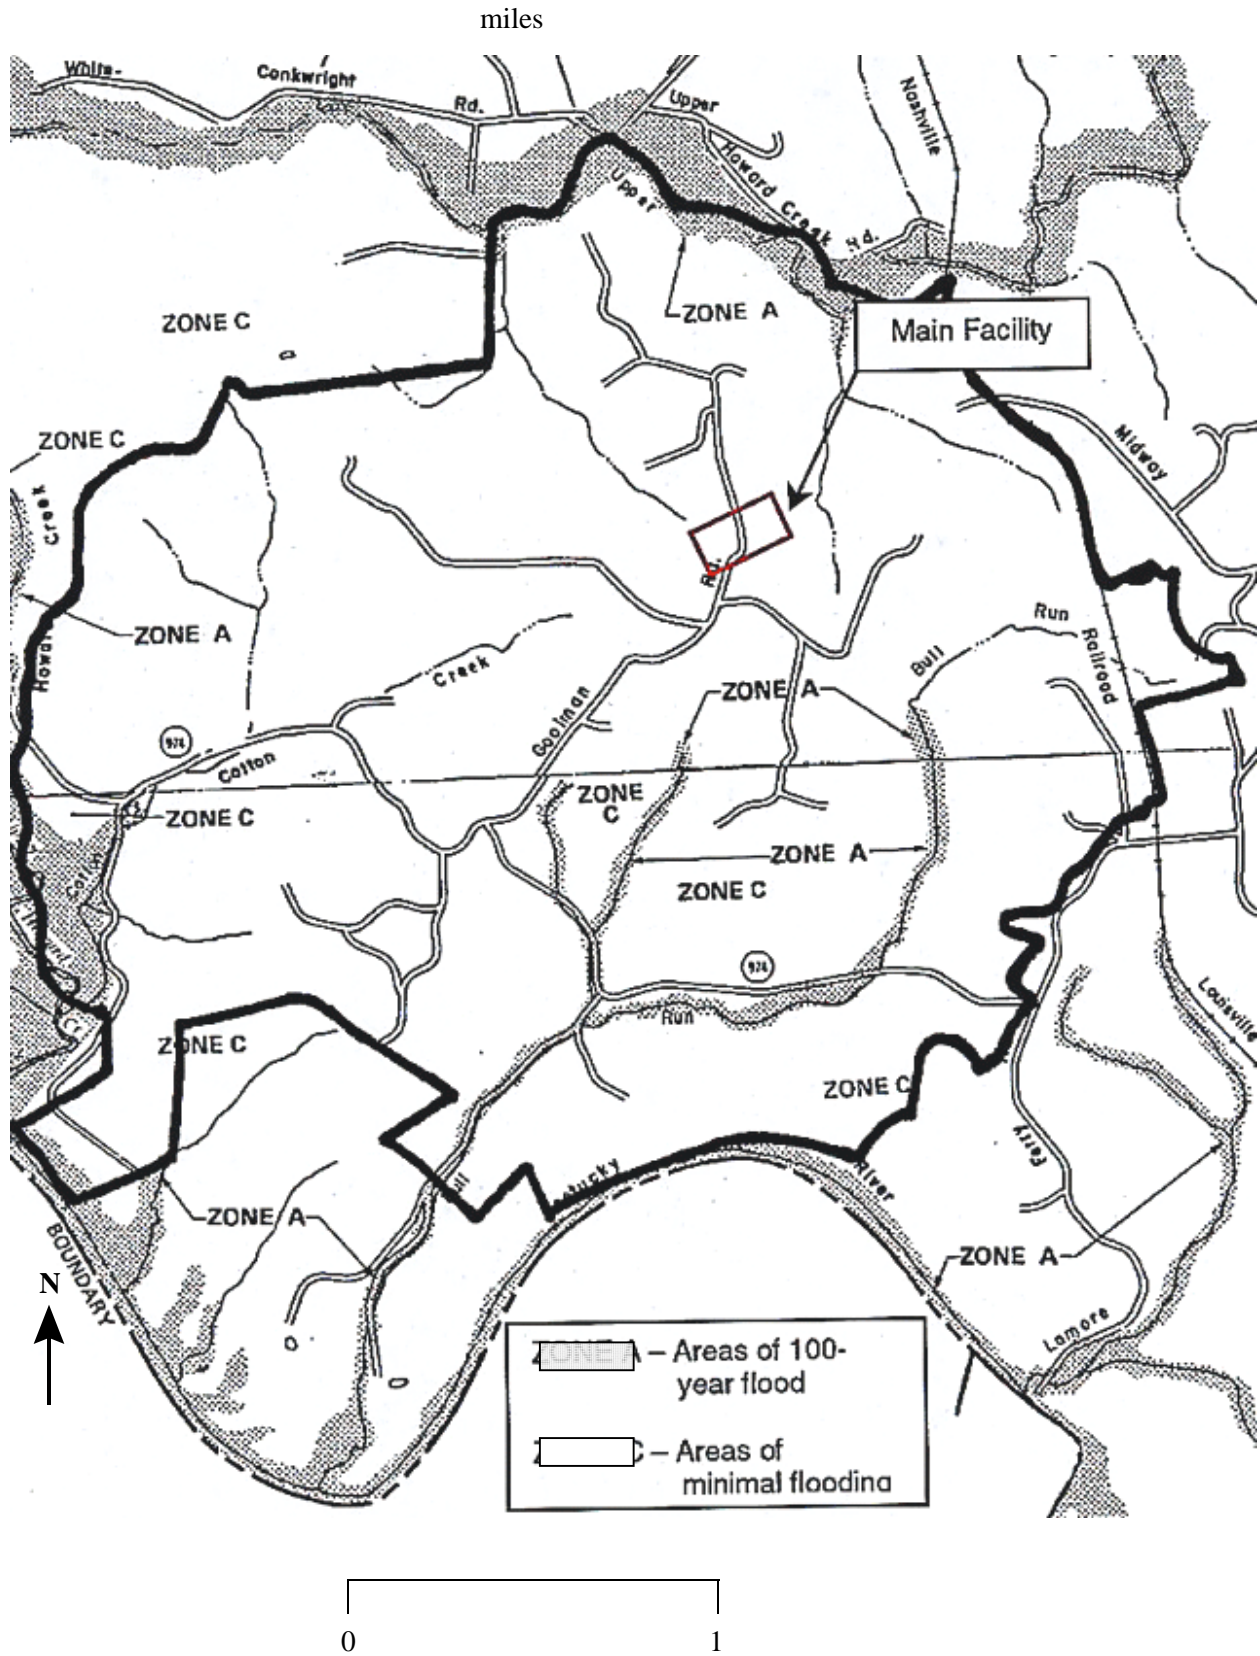 miles
White-
Conkwright
Rd.
Upper
Nashville
Howard Creek
Rd.
Upper
ZONE C
ZONE A
Main Facility
ZONE C
Midway
Creek
Rd.
ZONE A
Howard
Creek
Run
Bull
Railroad
ZONE A
Goolman
974
Cotton
ZONE C
ZONE
C
ZONE A
ZONE C
974
Run
Louisville
ZONE C
ZONE C
Ferry
River
ZONE A
BOUNDARY
ZONE A
N
Lamore
ZONE A – Areas of 100-
year flood
C – Areas of
minimal flooding
0 1